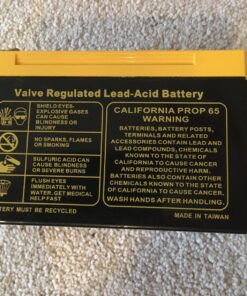 Valve Regulated Lead-Acid Battery
SHIELD EYES-
EXPLOSIVE GASES
CAN CAUSE
BLINDNESS OR
INJURY
NO SPARKS, FLAMES
OR SMOKING
SULFURIC ACID CAN
CAUSE BLINDNESS
OR SEVERE BURNS
FLUSH EYES
IMMEDIATELY WITH
WATER, GET MEDICAL
HELP FAST
CALIFORNIA PROP 65
WARNING
BATTERIES, BATTERY POSTS,
TERMINALS AND RELATED
ACCESSORIES CONTAIN LEAD AND
LEAD COMPOUNDS, CHEMICALS
KNOWN TO THE STATE OF
CALIFORNIA TO CAUSE CANCER
AND REPRODUCTIVE HARM.
BATTERIES ALSO CONTAIN OTHER
CHEMICALS KNOWN TO THE STATE
OF CALIFORNIA TO CAUSE CANCER.
WASH HANDS AFTER HANDLING.
BATTERY MUST BE RECYCLED
MADE IN TAIWAN